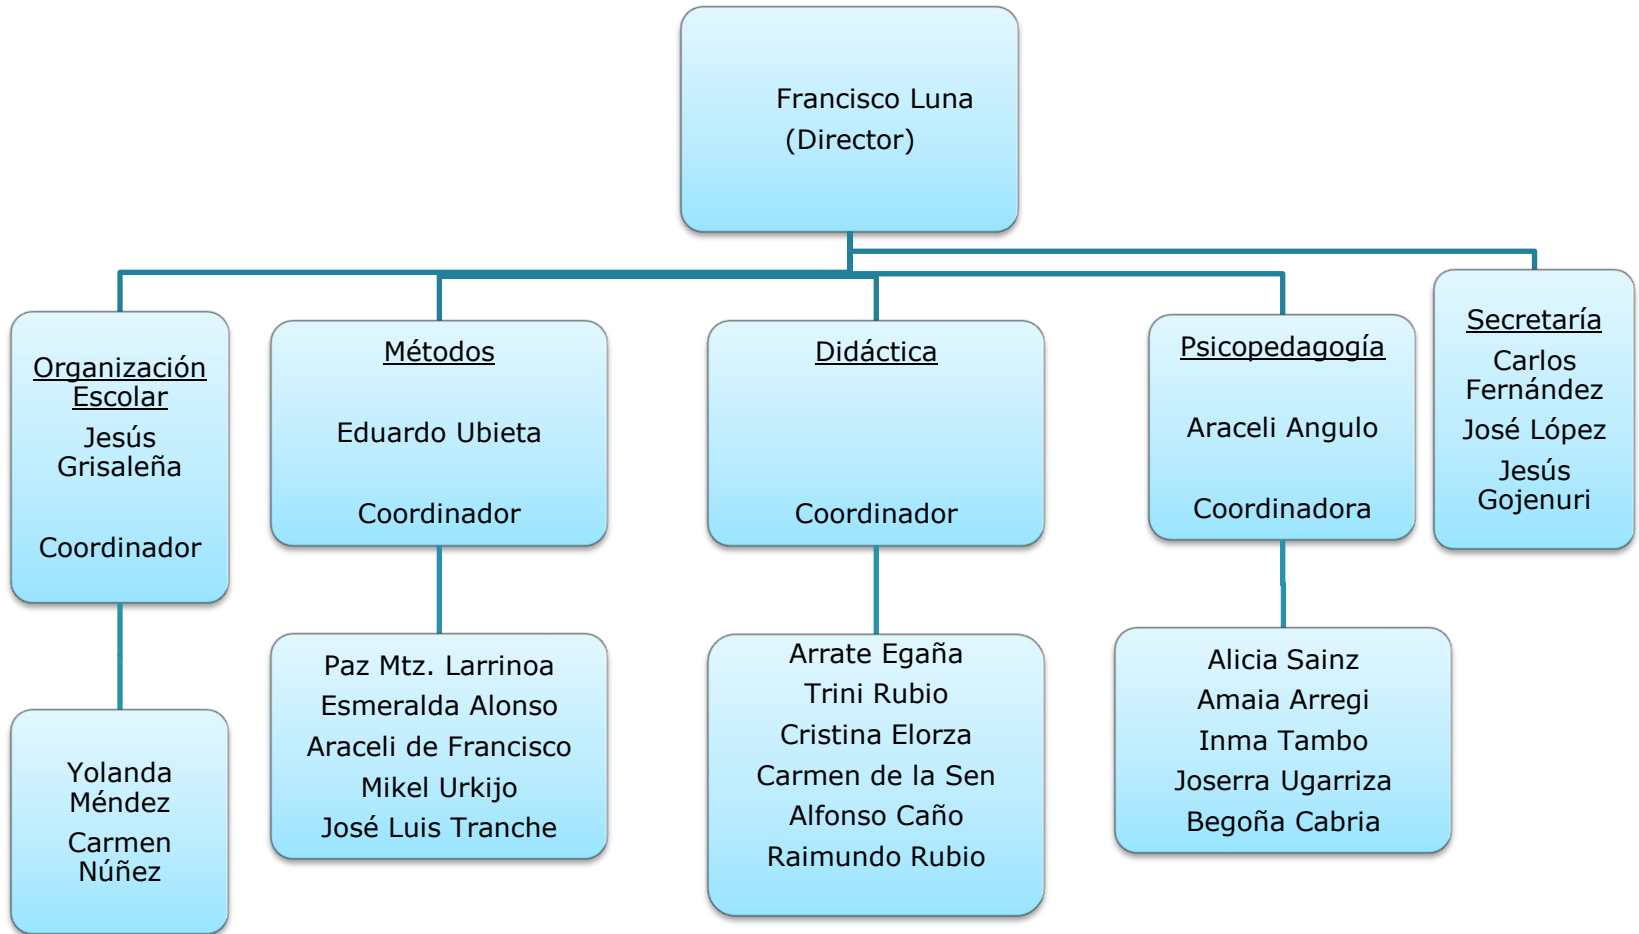 Francisco Luna
(Director)
Organización
Escolar
Jesús
Grisaleña
Coordinador
Métodos
Eduardo Ubieta
Coordinador
Didáctica
Coordinador
Psicopedagogía
Araceli Angulo
Coordinadora
Secretaría
Carlos
Fernández
José López
Jesús
Gojenuri
Yolanda
Méndez
Carmen
Núñez
Paz Mtz. Larrinoa
Esmeralda Alonso
Araceli de Francisco
Mikel Urkijo
José Luis Tranche
Arrate Egaña
Trini Rubio
Cristina Elorza
Carmen de la Sen
Alfonso Caño
Raimundo Rubio
Alicia Sainz
Amaia Arregi
Inma Tambo
Joserra Ugarriza
Begoña Cabria